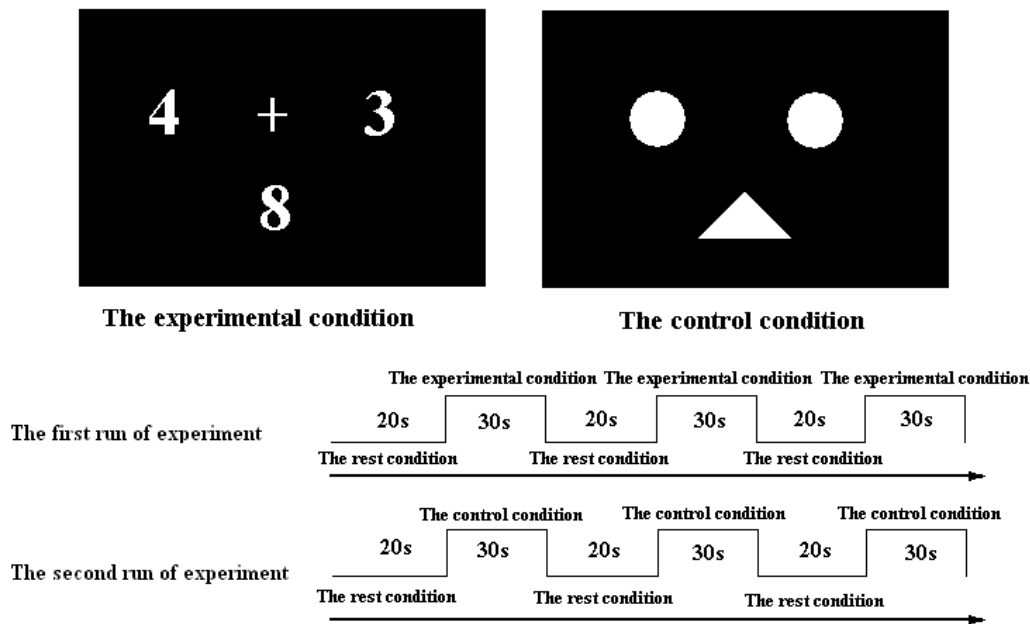 4 + 3
8
The experimental condition
The control condition
The experimental condition The experimental condition The experimental condition
20s 30s 20s 30s 20s 30s
The first run of experiment
The rest condition The rest condition The rest condition
The control condition The control condition The control condition
20s 30s 20s 30s 20s 30s
The second run of experiment
The rest condition The rest condition The rest condition